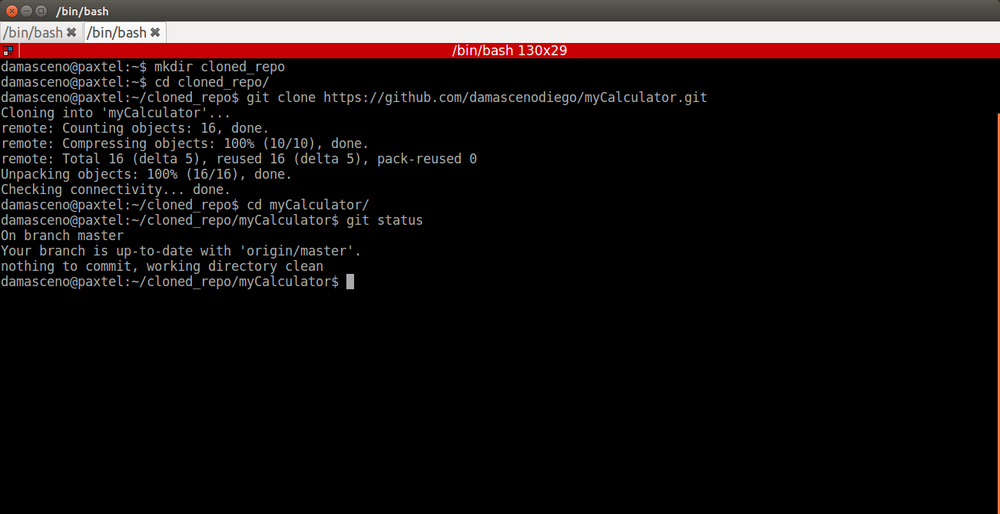 /bin/bash
/bin/bash /bin/bash
/bin/bash 130x29
damasceno@paxtel:~$ mkdir cloned_repo
damasceno@paxtel:~$ cd cloned_repo/
damasceno@paxtel:~/cloned_repo$ git clone https://github.com/damascenodiego/myCalculator.git
Cloning into 'myCalculator'...
remote: Counting objects: 16, done.
remote: Compressing objects: 100% (10/10), done.
remote: Total 16 (delta 5), reused 16 (delta 5), pack-reused 0
Unpacking objects: 100% (16/16), done.
Checking connectivity... done.
damasceno@paxtel:~/cloned_repo$ cd myCalculator/
damasceno@paxtel:~/cloned_repo/myCalculator$ git status
On branch master
Your branch is up-to-date with 'origin/master'.
nothing to commit, working directory clean
damasceno@paxtel:~/cloned_repo/myCalculator$